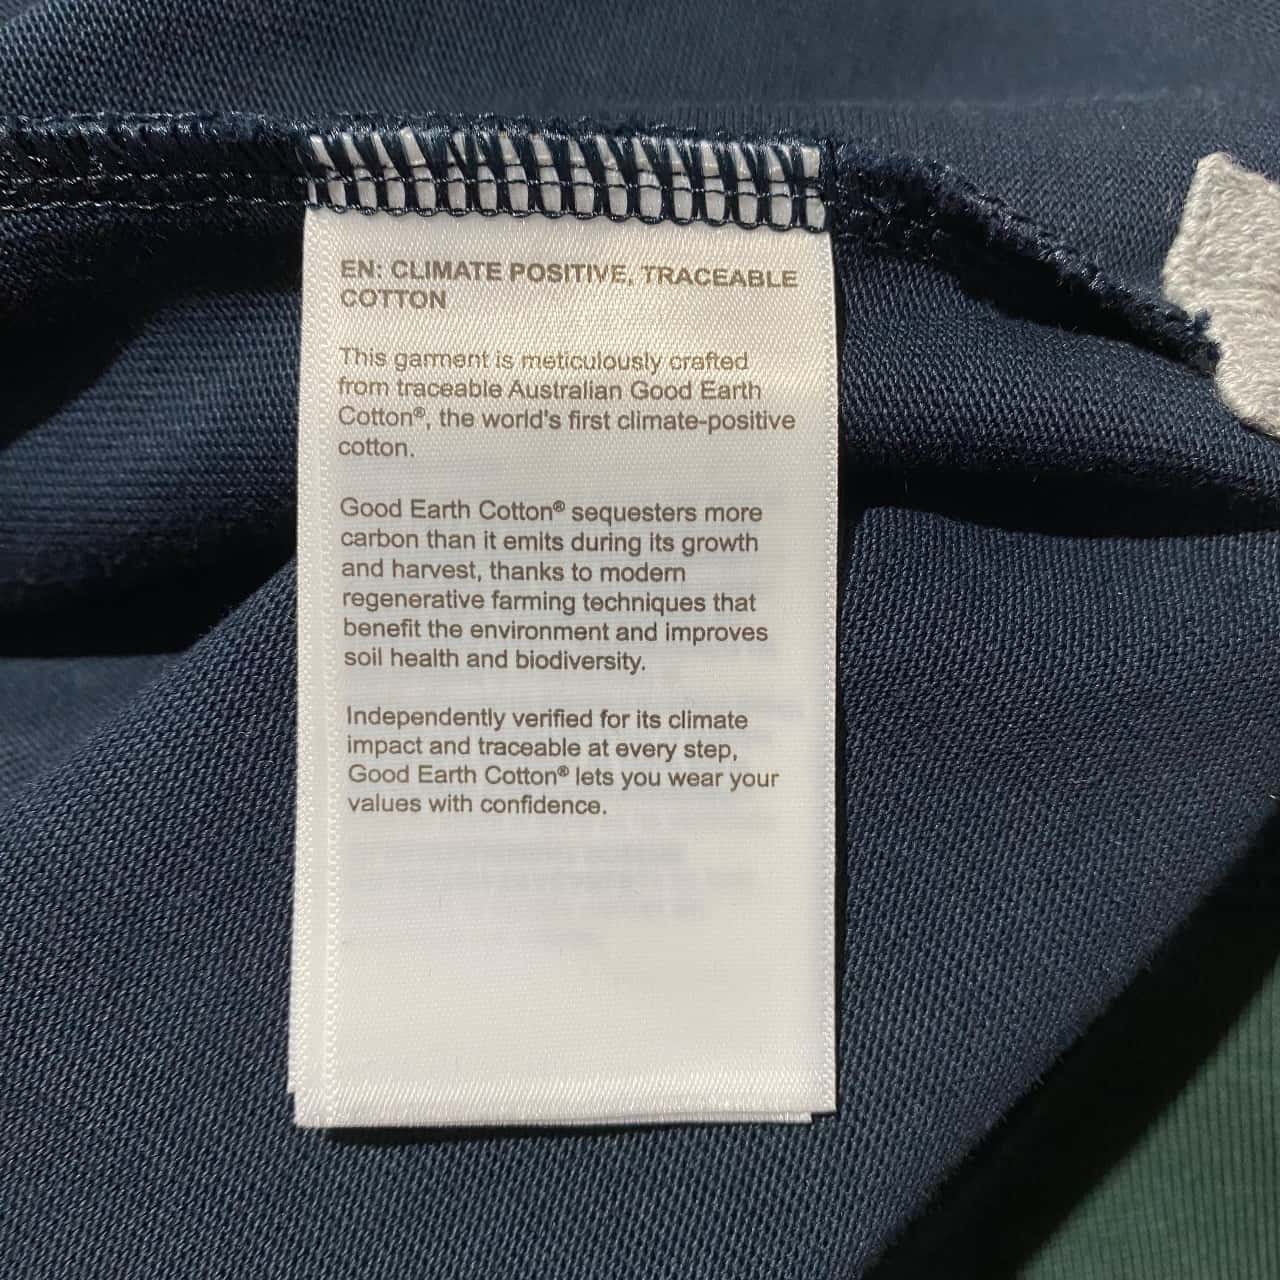 EN: CLIMATE POSITIVE, TRACEABLE
COTTON
This garment is meticulously crafted
from traceable Australian Good Earth
Cotton®, the world's first climate-positive
cotton.
Good Earth Cotton® sequesters more
carbon than it emits during its growth
and harvest, thanks to modern
regenerative farming techniques that
benefit the environment and improves
soil health and biodiversity.
Independently verified for its climate
impact and traceable at every step,
Good Earth Cotton® lets you wear your
values with confidence.